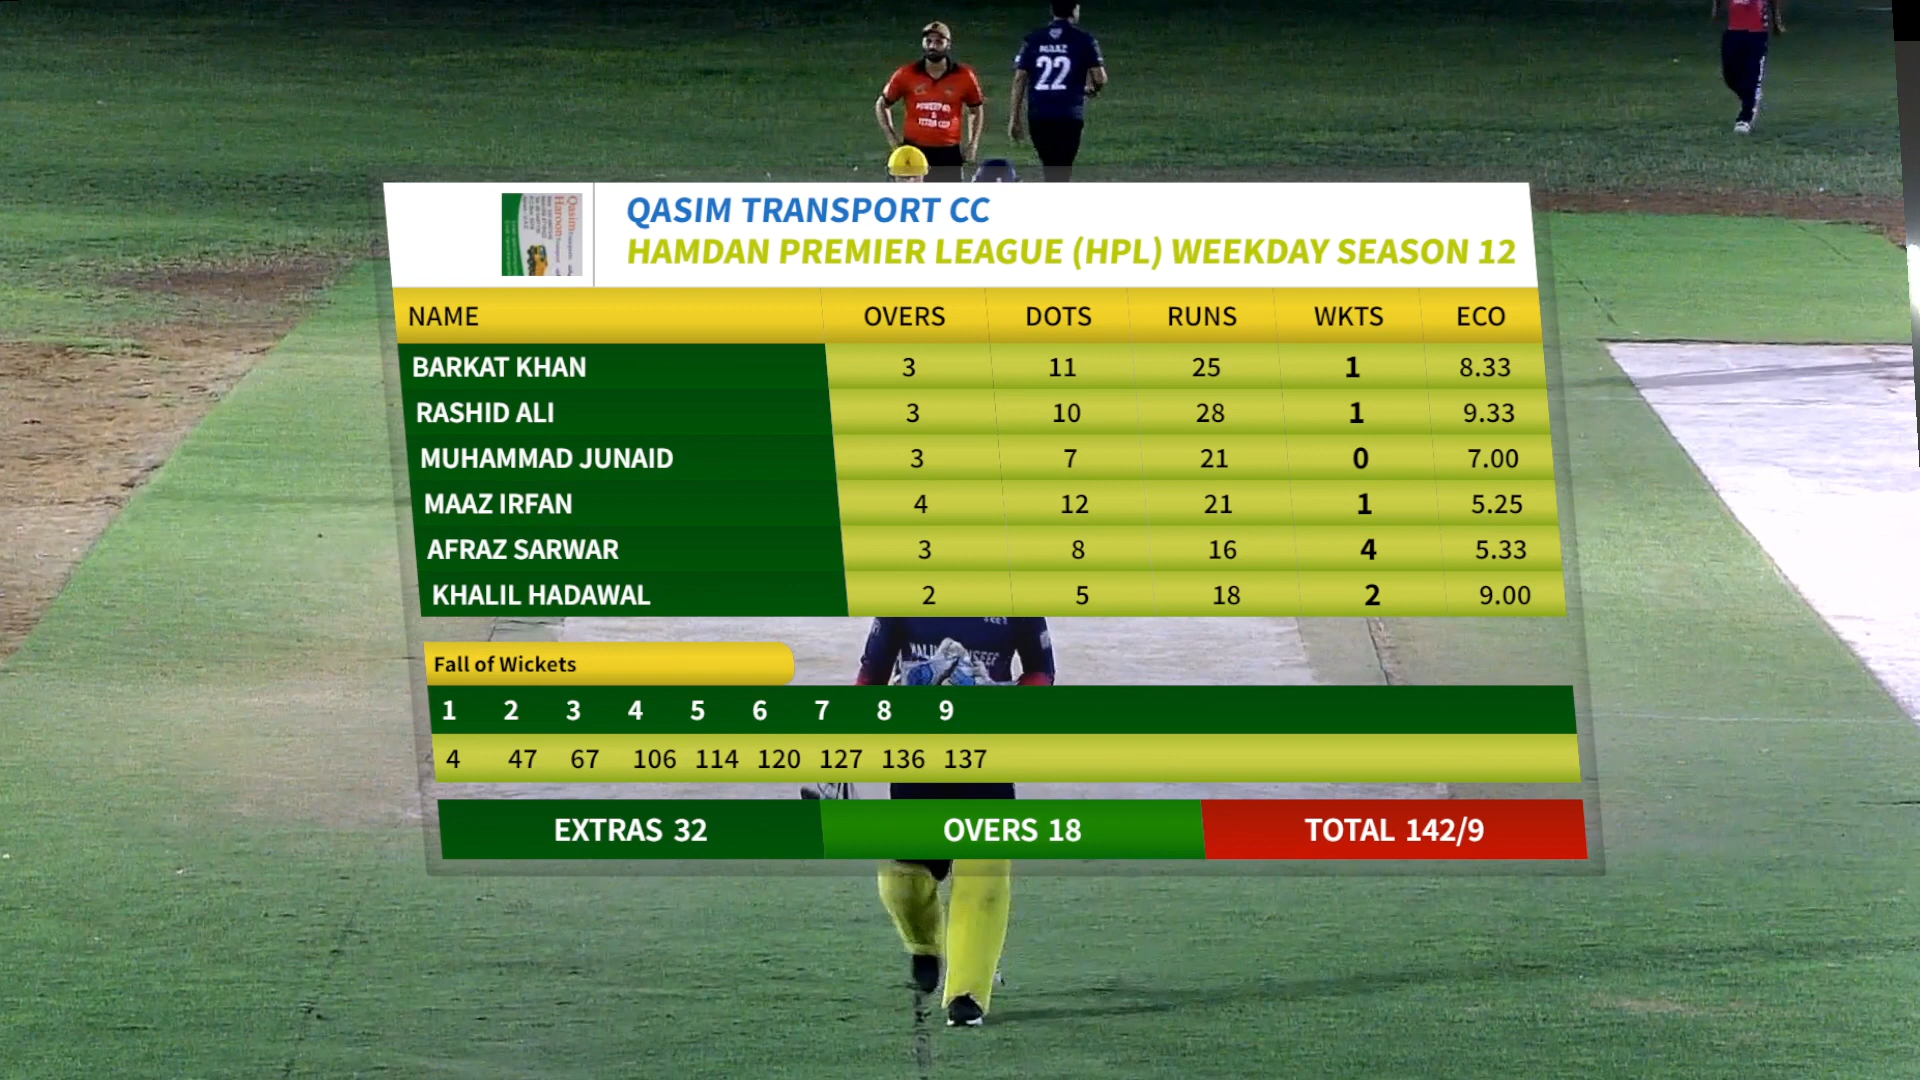 MAAZ
22
QASIM TRANSPORT CC
HAMDAN PREMIER LEAGUE (HPL) WEEKDAY SEASON 12
Qasim
Haroon
NAME OVERS DOTS RUNS WKTS ECO
BARKAT KHAN 3 11 25 1 8.33
RASHID ALI 3 10 28 1 9.33
MUHAMMAD JUNAID 3 7 21 0 7.00
MAAZ IRFAN 4 12 21 1 5.25
AFRAZ SARWAR 3 8 16 4 5.33
KHALIL HADAWAL 2 5 18 2 9.00
Fall of Wickets
1 2 3 4 5 6 7 8 9
4 47 67 106 114 120 127 136 137
EXTRAS 32 OVERS 18 TOTAL 142/9